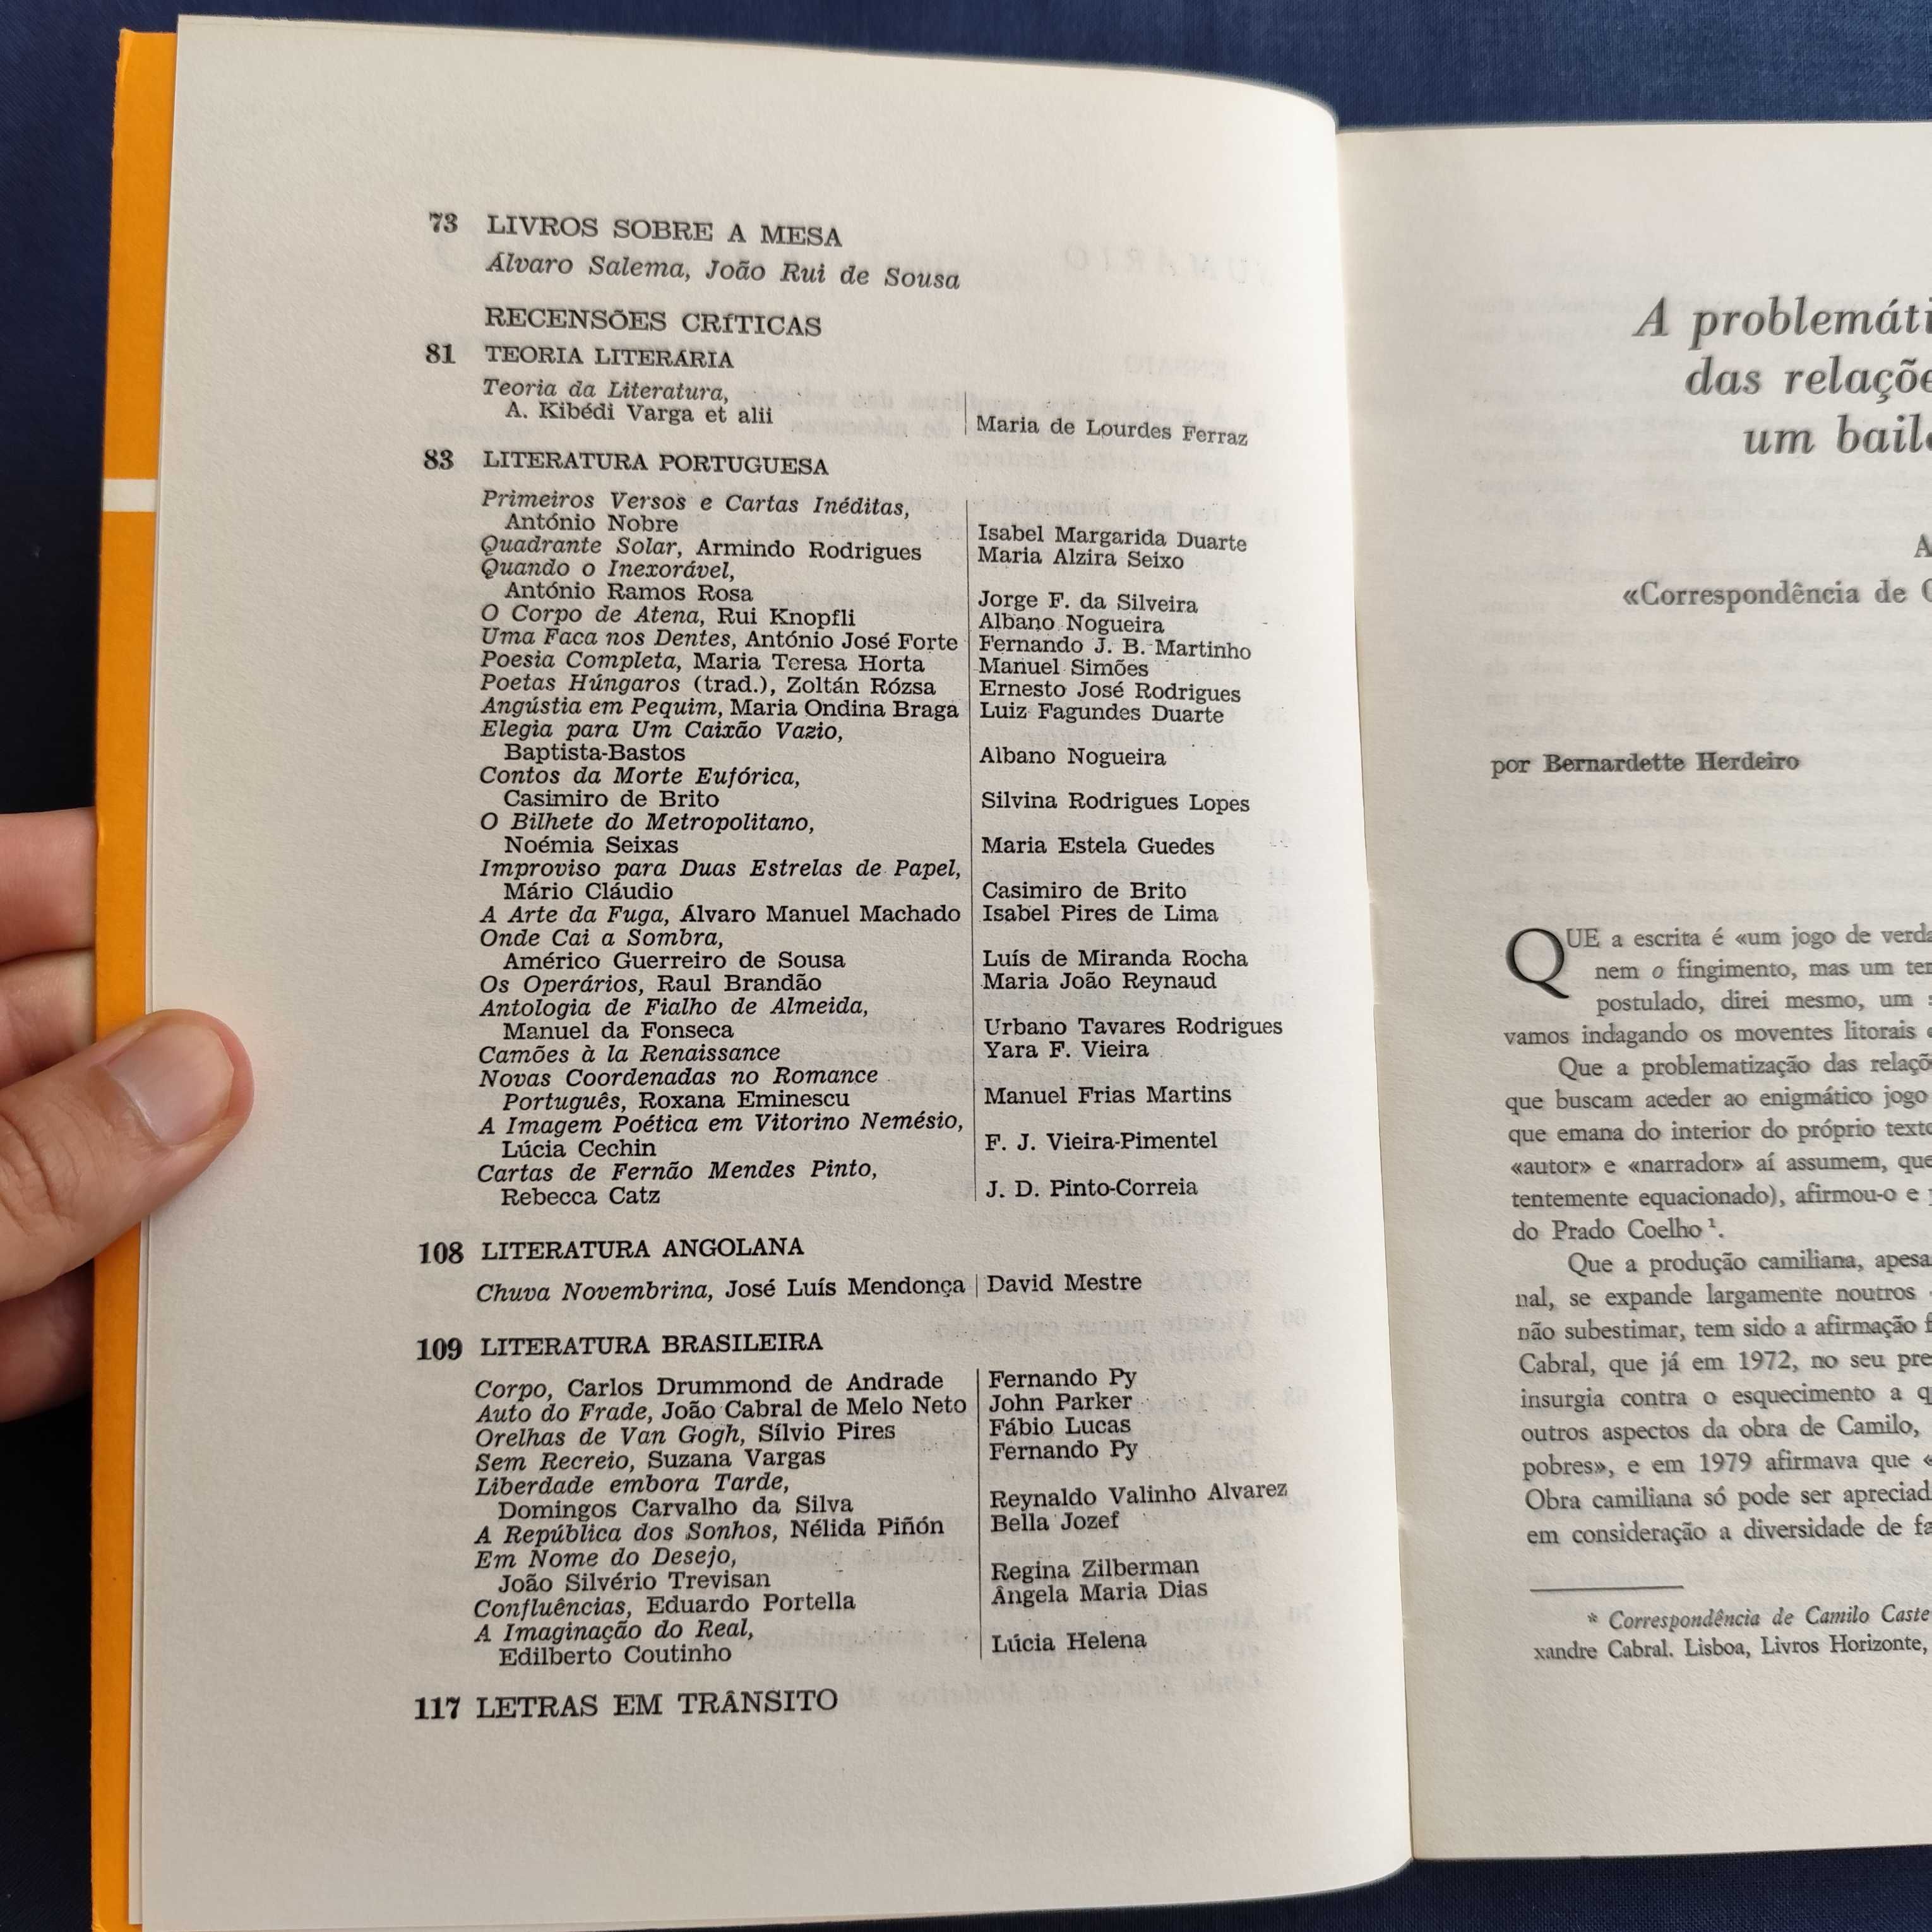 73 LIVROS SOBRE A MESA
Álvaro Salema, João Rui de Sousa
RECENSÕES CRÍTICAS
81 TEORIA LITERÁRIA
Teoria da Literatura,
A. Kibédi Varga et alii | Maria de Lourdes Ferraz
83 LITERATURA PORTUGUESA
Primeiros Versos e Cartas Inéditas,
António Nobre | Isabel Margarida Duarte
Quadrante Solar, Armindo Rodrigues | Maria Alzira Seixo
Quando o Inexorável,
António Ramos Rosa | Jorge F. da Silveira
O Corpo de Atena, Rui Knopfli | Albano Nogueira
Uma Faca nos Dentes, António José Forte | Fernando J. B. Martinho
Poesia Completa, Maria Teresa Horta | Manuel Simões
Poetas Húngaros (trad.), Zoltán Rózsa | Ernesto José Rodrigues
Angústia em Pequim, Maria Ondina Braga | Luiz Fagundes Duarte
Elegia para Um Caixão Vazio,
Baptista-Bastos | Albano Nogueira
Contos da Morte Eufórica,
Casimiro de Brito | Silvina Rodrigues Lopes
O Bilhete do Metropolitano,
Noémia Seixas | Maria Estela Guedes
Improviso para Duas Estrelas de Papel,
Mário Cláudio | Casimiro de Brito
A Arte da Fuga, Álvaro Manuel Machado | Isabel Pires de Lima
Onde Cai a Sombra,
Américo Guerreiro de Sousa | Luís de Miranda Rocha
Os Operários, Raul Brandão | Maria João Reynaud
Antologia de Fialho de Almeida,
Manuel da Fonseca | Urbano Tavares Rodrigues
Camões à la Renaissance | Yara F. Vieira
Novas Coordenadas no Romance
Português, Roxana Eminescu | Manuel Frias Martins
A Imagem Poética em Vitorino Nemésio,
Lúcia Cechin | F. J. Vieira-Pimentel
Cartas de Fernão Mendes Pinto,
Rebecca Catz | J. D. Pinto-Correia
108 LITERATURA ANGOLANA
Chuva Novembrina, José Luís Mendonça | David Mestre
109 LITERATURA BRASILEIRA
Corpo, Carlos Drummond de Andrade | Fernando Py
Auto do Frade, João Cabral de Melo Neto | John Parker
Orelhas de Van Gogh, Sílvio Pires | Fábio Lucas
Sem Recreio, Suzana Vargas | Fernando Py
Liberdade embora Tarde,
Domingos Carvalho da Silva | Reynaldo Valinho Alvarez
A República dos Sonhos, Nélida Piñón | Bella Jozef
Em Nome do Desejo,
João Silvério Trevisan | Regina Zilberman
Confluências, Eduardo Portella | Ângela Maria Dias
A Imaginação do Real,
Edilberto Coutinho | Lúcia Helena
117 LETRAS EM TRÂNSITO
A problemáti
das relaçõe
um baile
A
«Correspondência de C
por Bernardette Herdeiro
QUE a escrita é «um jogo de verda
nem o fingimento, mas um ter
postulado, direi mesmo, um s
vamos indagando os moventes litorais
Que a problematização das relaçõ
que buscam aceder ao enigmático jogo
que emana do interior do próprio texto
«autor» e «narrador» aí assumem, que
tentemente equacionado), afirmou-o e
do Prado Coelho ¹.
Que a produção camiliana, apesa
nal, se expande largamente noutros
não subestimar, tem sido a afirmação f
Cabral, que já em 1972, no seu pre
insurgia contra o esquecimento a q
outros aspectos da obra de Camilo,
pobres», e em 1979 afirmava que «
Obra camiliana só pode ser apreciad
em consideração a diversidade de fa
* Correspondência de Camilo Caste
xandre Cabral. Lisboa, Livros Horizonte,